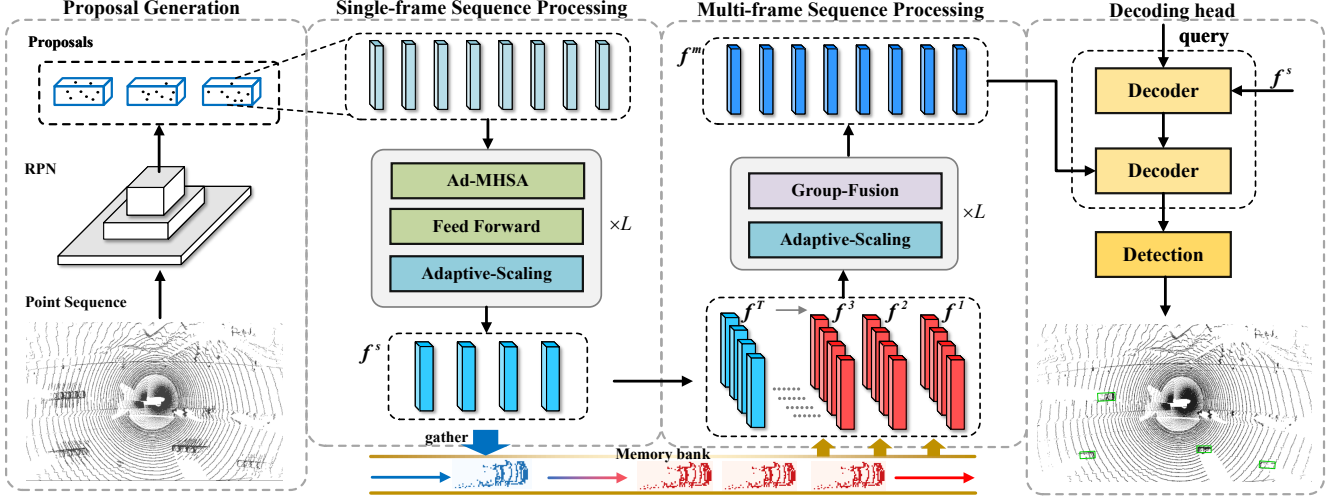 Proposal Generation
Proposals
RPN
Point Sequence
Single-frame Sequence Processing
Ad-MHSA
Feed Forward
Adaptive-Scaling
×L
f^s
gather
Memory bank
Multi-frame Sequence Processing
f^m
Group-Fusion
Adaptive-Scaling
×L
f^T f^3 f^2 f^1
Decoding head
query
Decoder
f^s
Decoder
Detection